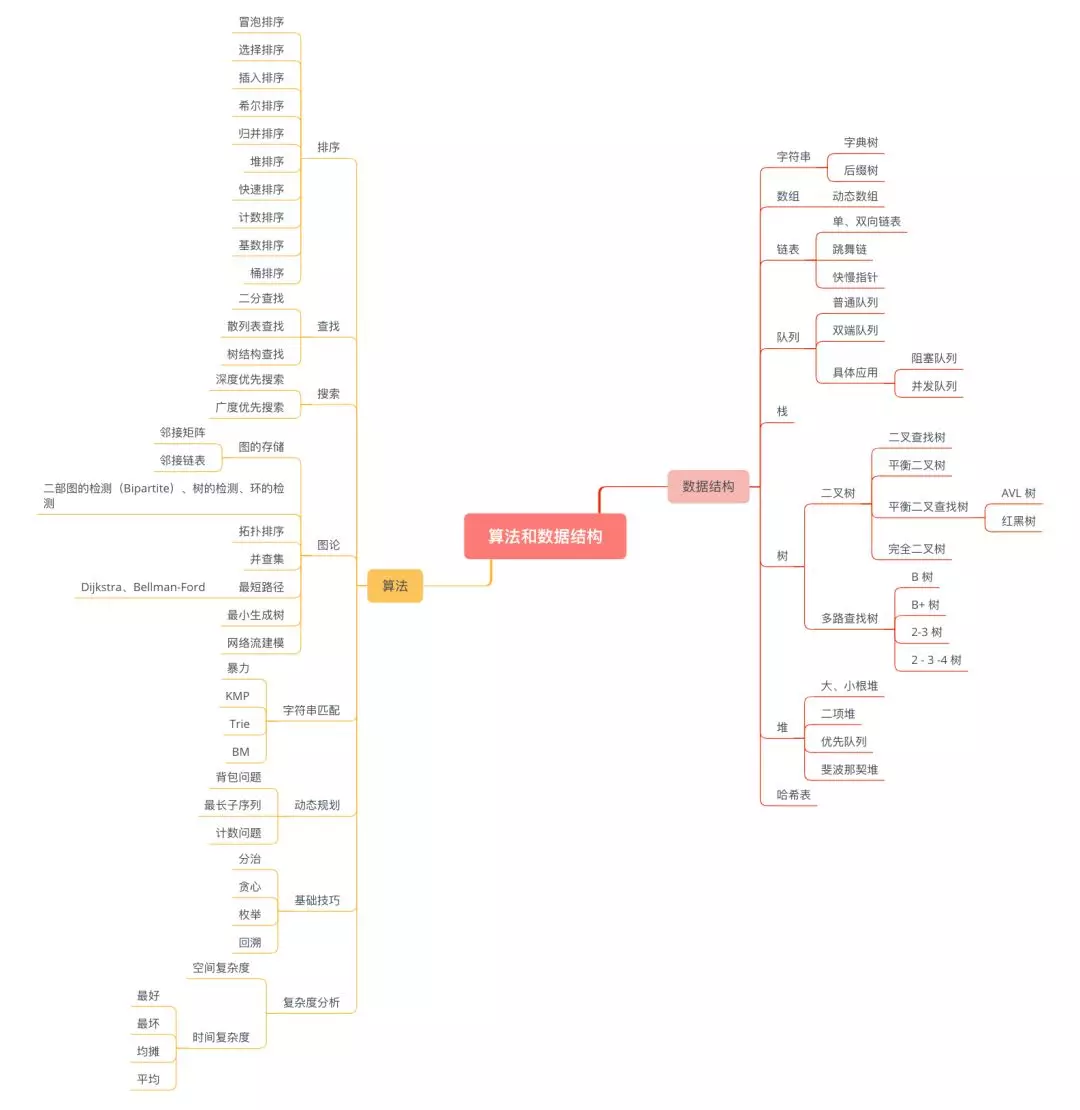 算法和数据结构
数据结构
字符串
字典树
后缀树
数组
动态数组
链表
单、双向链表
跳舞链
快慢指针
队列
普通队列
双端队列
具体应用
阻塞队列
并发队列
栈
树
二叉树
二叉查找树
平衡二叉树
平衡二叉查找树
AVL 树
红黑树
完全二叉树
多路查找树
B 树
B+ 树
2-3 树
2 - 3 -4 树
堆
大、小根堆
二项堆
优先队列
斐波那契堆
哈希表
算法
排序
冒泡排序
选择排序
插入排序
希尔排序
归并排序
堆排序
快速排序
计数排序
基数排序
桶排序
查找
二分查找
散列表查找
树结构查找
搜索
深度优先搜索
广度优先搜索
图论
图的存储
邻接矩阵
邻接链表
二部图的检测（Bipartite）、树的检测、环的检
测
拓扑排序
并查集
最短路径
Dijkstra、Bellman-Ford
最小生成树
网络流建模
字符串匹配
暴力
KMP
Trie
BM
动态规划
背包问题
最长子序列
计数问题
基础技巧
分治
贪心
枚举
回溯
复杂度分析
空间复杂度
时间复杂度
最好
最坏
均摊
平均